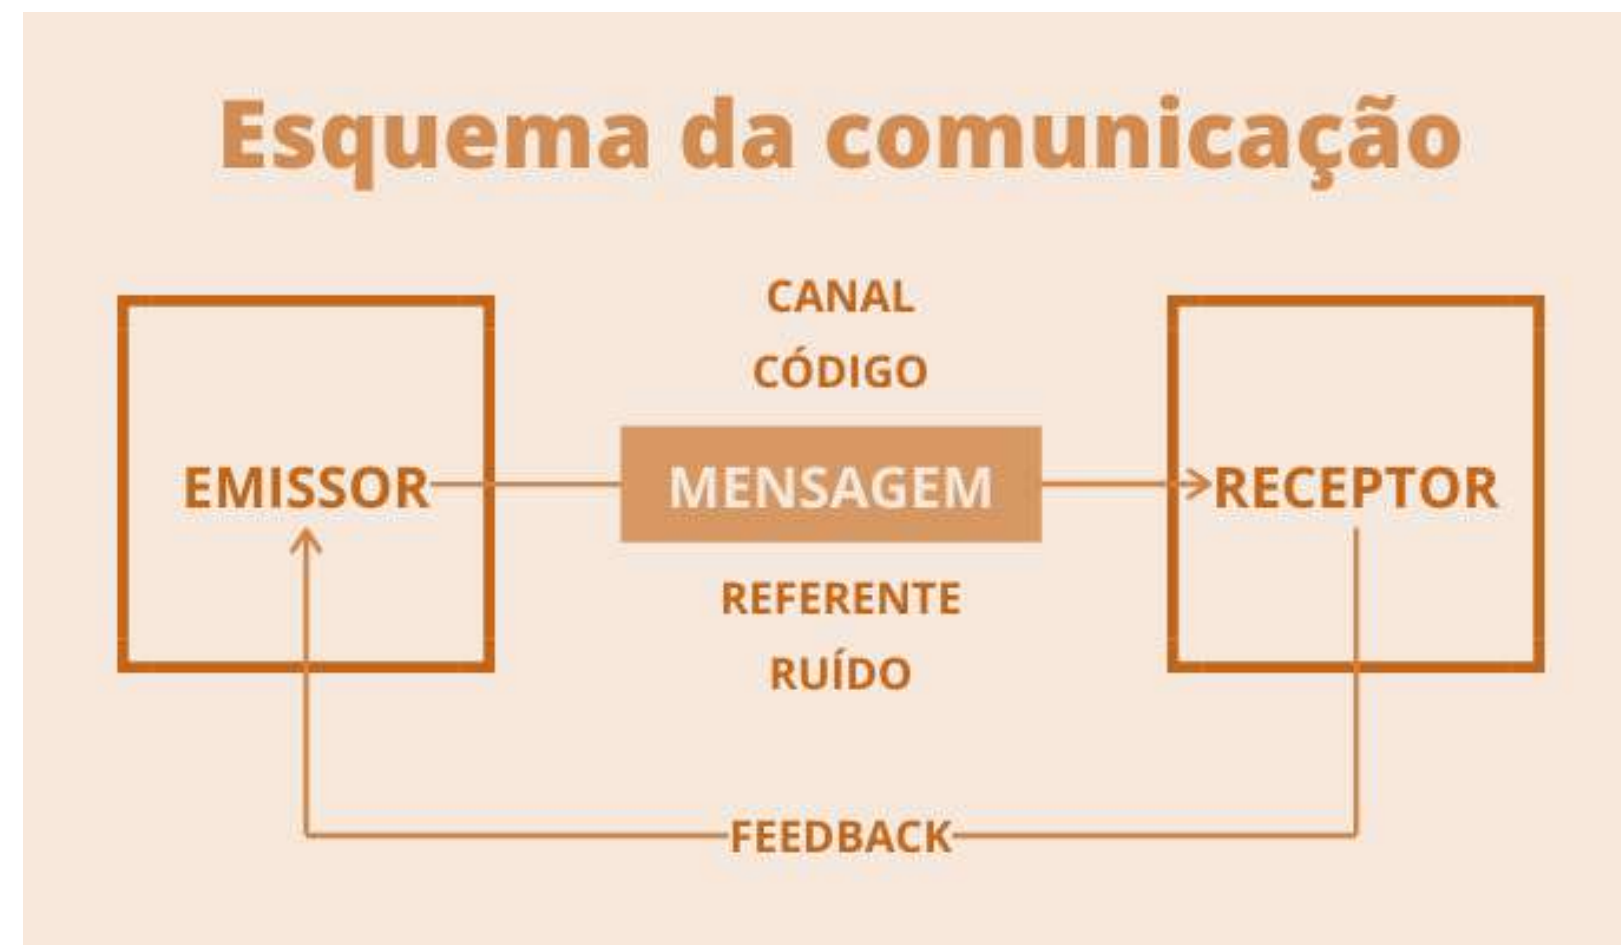 Esquema da comunicação
CANAL
CÓDIGO
EMISSOR MENSAGEM RECEPTOR
REFERENTE
RUÍDO
FEEDBACK